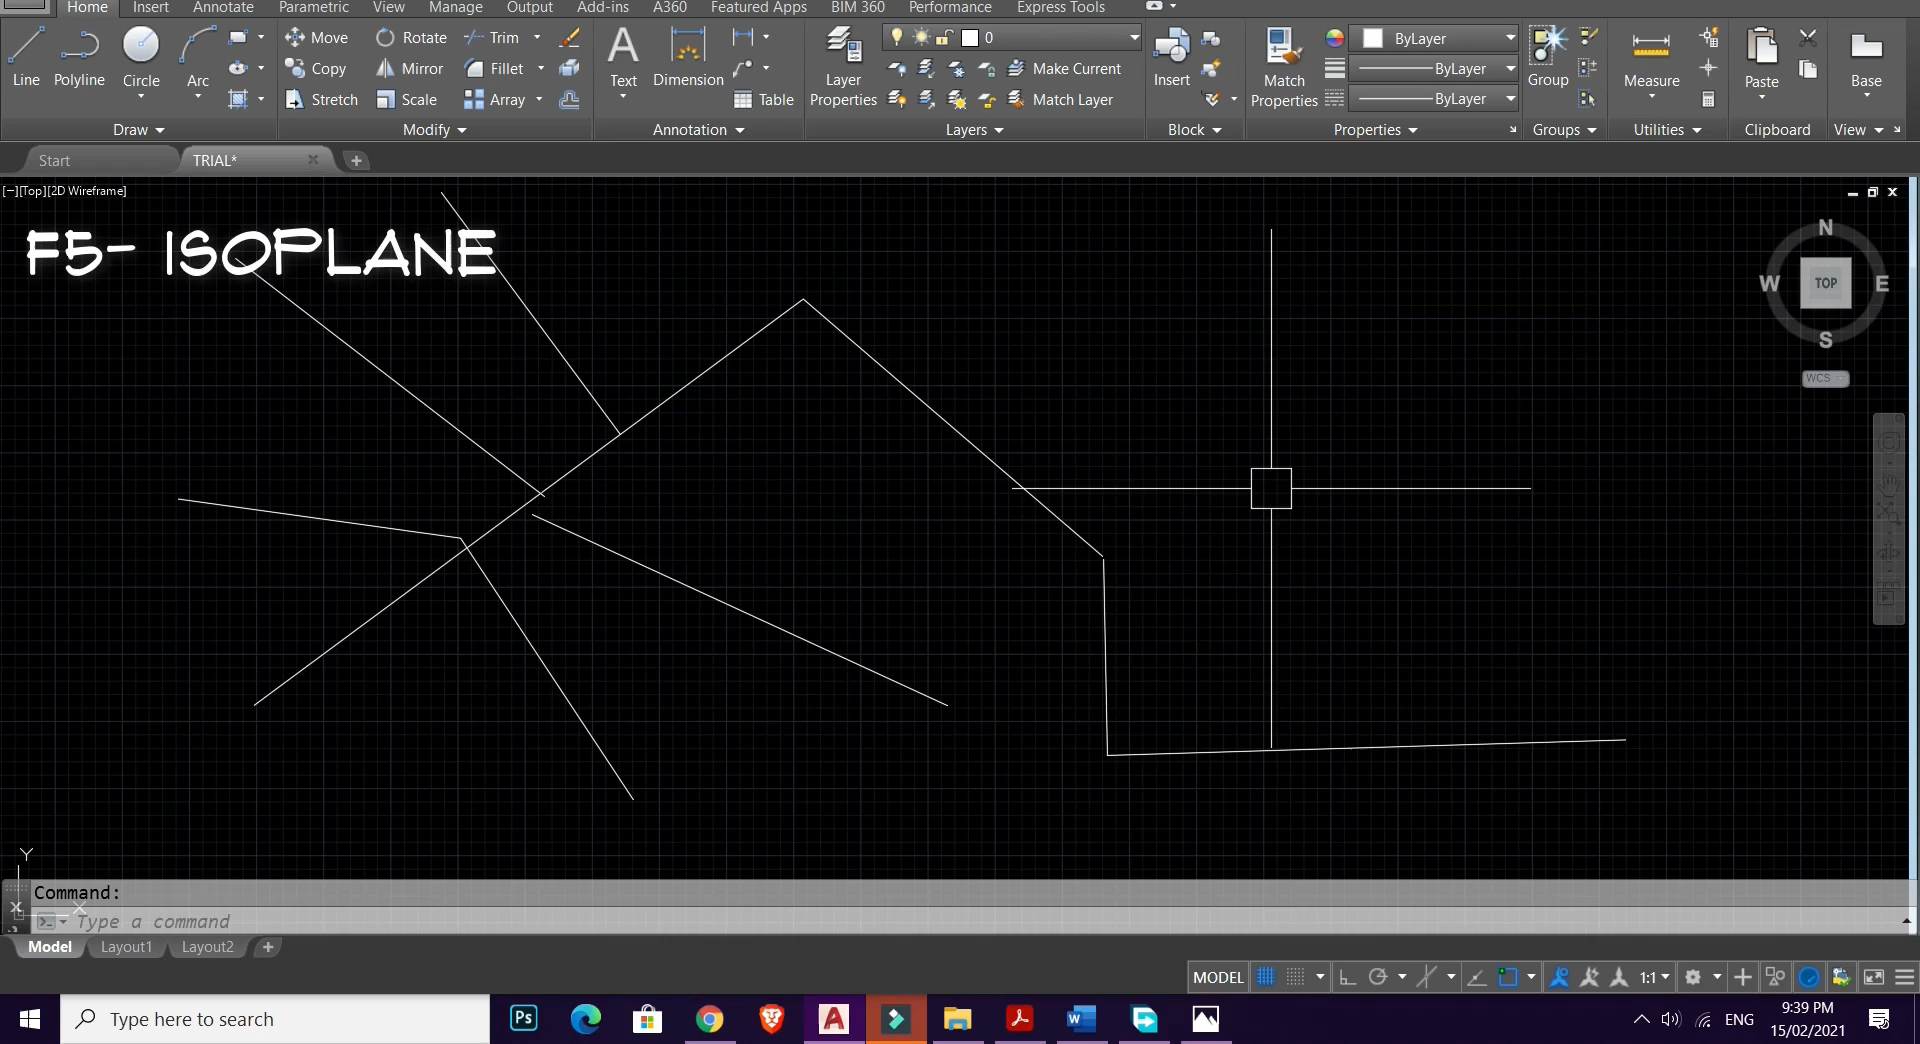 Home Insert Annotate Parametric View Manage Output Add-ins A360 Featured Apps BIM 360 Performance Express Tools
Line Polyline Circle Arc
Move Rotate Trim
Copy Mirror Fillet
Stretch Scale Array
Text Dimension Table
Layer Properties
0
Make Current
Match Layer
Insert
Match Properties
ByLayer
ByLayer
ByLayer
Group Measure Paste Base
Draw Modify Annotation Layers Block Properties Groups Utilities Clipboard View
Start TRIAL*
[−][Top][2D Wireframe]
F5- ISOPLANE
N
W TOP E
S
WCS
Y
X
Command:
Type a command
Model Layout1 Layout2
MODEL 1:1
Type here to search
Ps
ENG
9:39 PM
15/02/2021